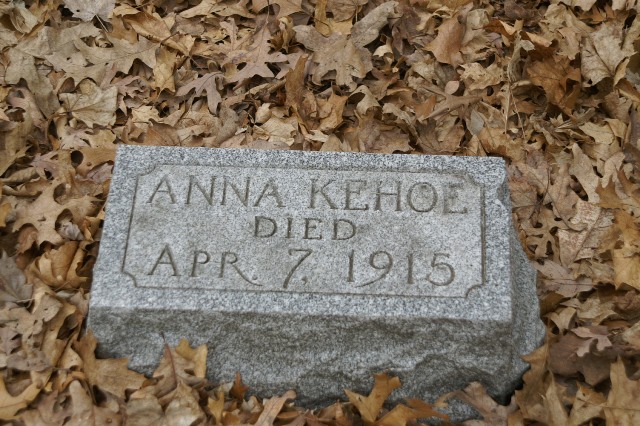 ANNA KEHOE
DIED
APR. 7. 1915